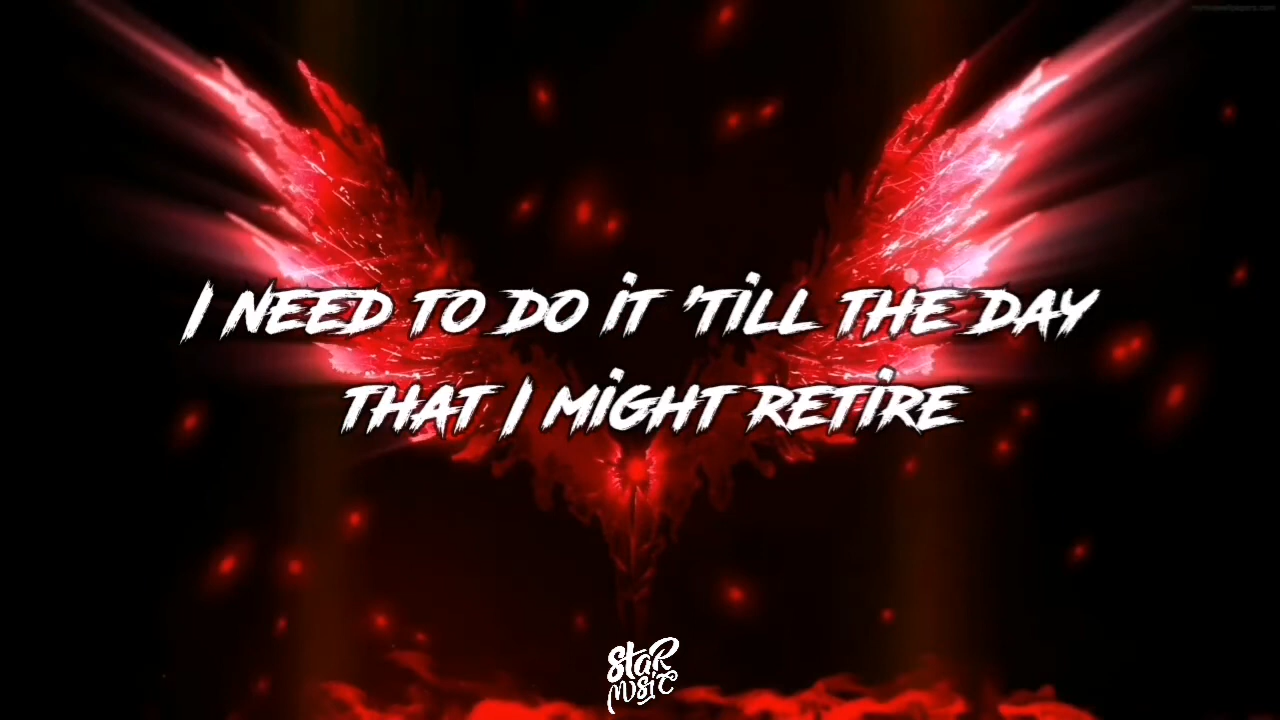 I NEED TO DO IT 'TILL THE DAY
THAT I MIGHT RETIRE
STAR
MUSIC